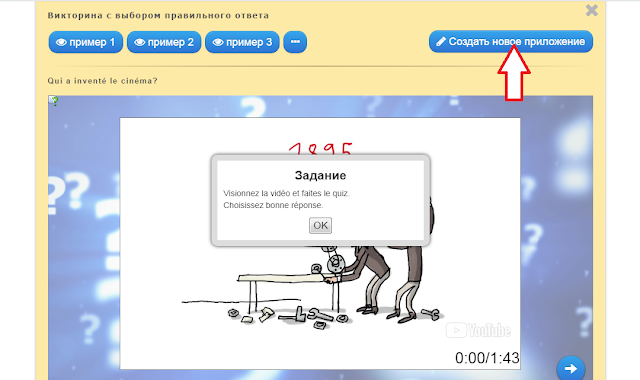 Викторина с выбором правильного ответа
пример 1 пример 2 пример 3 Создать новое приложение
Qui a inventé le cinéma?
1895
Задание
Visionnez la vidéo et faites le quiz.
Choisissez bonne réponse.
OK
YouTube
0:00/1:43